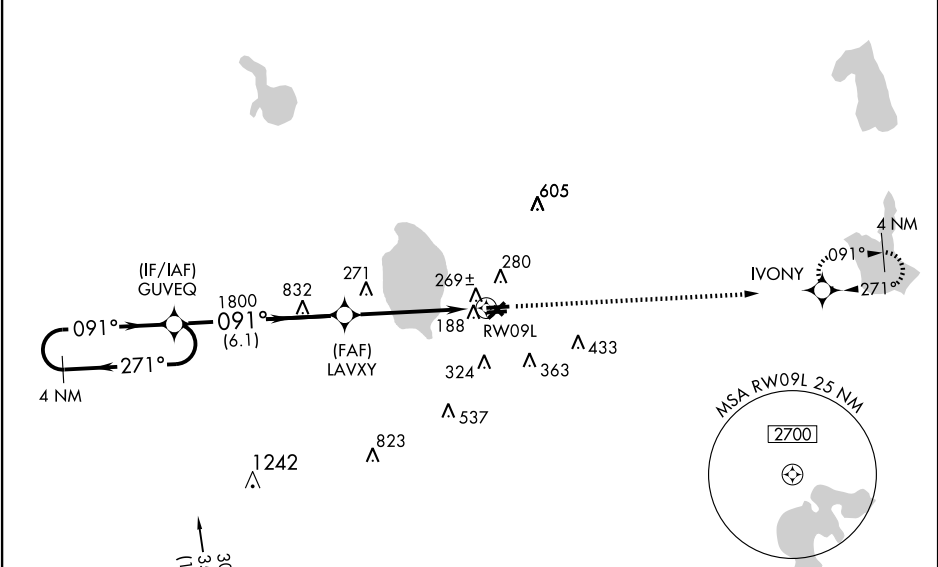 605
4 NM
091°
IVONY
271°
(IF/IAF)
GUVEQ
271
269±
280
1800
832
091°
091°
(6.1)
188
RW09L
(FAF)
LAVXY
433
271°
324
363
4 NM
537
MSA RW09L 25 NM
2700
823
1242